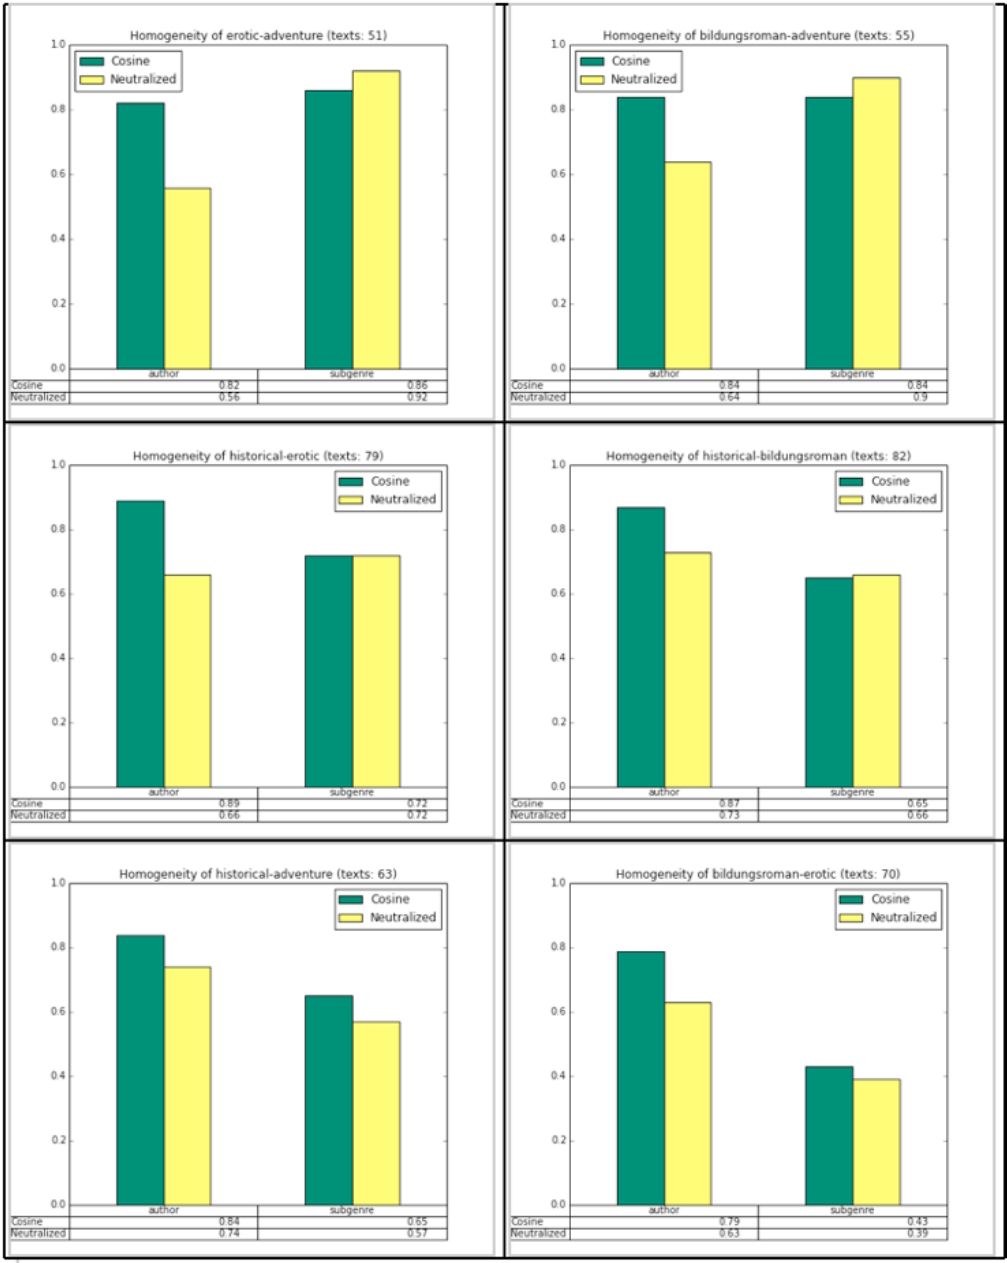 Homogeneity of erotic-adventure (texts: 51)
1.0
Cosine
Neutralized
0.8
0.6
0.4
0.2
0.0
author subgenre
Cosine 0.82 0.86
Neutralized 0.56 0.92
Homogeneity of bildungsroman-adventure (texts: 55)
1.0
Cosine
Neutralized
0.8
0.6
0.4
0.2
0.0
author subgenre
Cosine 0.84 0.84
Neutralized 0.64 0.9
Homogeneity of historical-erotic (texts: 79)
1.0
Cosine
Neutralized
0.8
0.6
0.4
0.2
0.0
author subgenre
Cosine 0.89 0.72
Neutralized 0.66 0.72
Homogeneity of historical-bildungsroman (texts: 82)
1.0
Cosine
Neutralized
0.8
0.6
0.4
0.2
0.0
author subgenre
Cosine 0.87 0.65
Neutralized 0.73 0.66
Homogeneity of historical-adventure (texts: 63)
1.0
Cosine
Neutralized
0.8
0.6
0.4
0.2
0.0
author subgenre
Cosine 0.84 0.65
Neutralized 0.74 0.57
Homogeneity of bildungsroman-erotic (texts: 70)
1.0
Cosine
Neutralized
0.8
0.6
0.4
0.2
0.0
author subgenre
Cosine 0.79 0.43
Neutralized 0.63 0.39